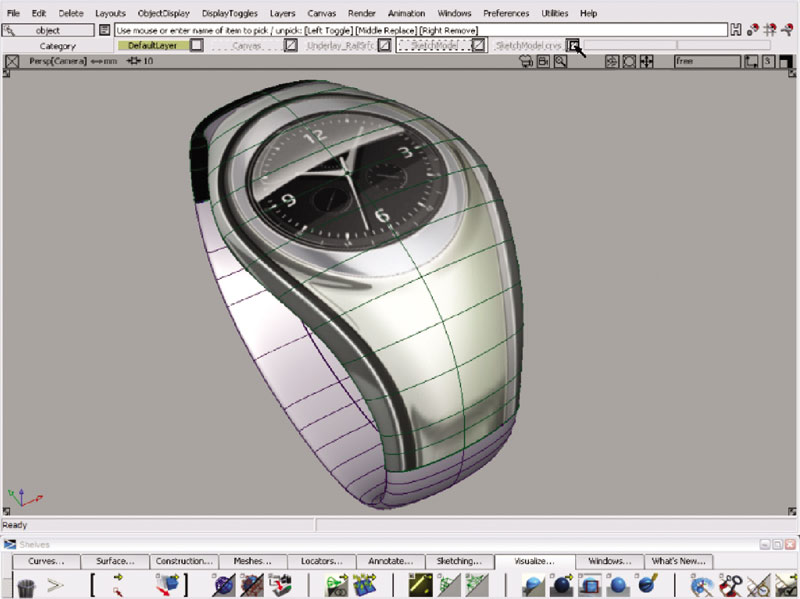 File Edit Delete Layouts ObjectDisplay DisplayToggles Layers Canvas Render Animation Windows Preferences Utilities Help
object Use mouse or enter name of item to pick / unpick: [Left Toggle] [Middle Replace] [Right Remove]
Category DefaultLayer Canvas Underlay_RailSrfc SketchModel SketchModel crvs
Persp[Camera] mm 10 free 3
12
3
9
6
Ready
Shelves
Curves... Surface... Construction... Meshes... Locators... Annotate... Sketching... Visualize... Windows... What's New...